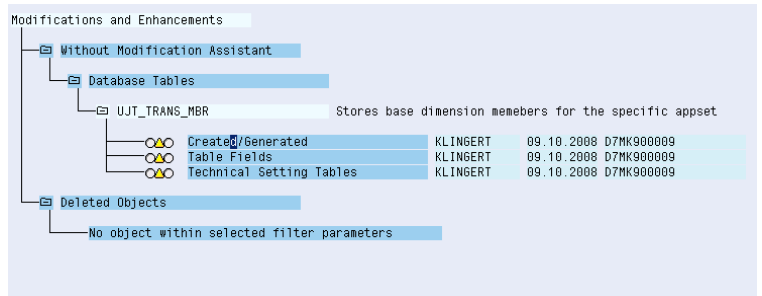 Modifications and Enhancements
Without Modification Assistant
Database Tables
UJT_TRANS_MBR Stores base dimension memebers for the specific appset
Created/Generated KLINGERT 09.10.2008 D7MK900009
Table Fields KLINGERT 09.10.2008 D7MK900009
Technical Setting Tables KLINGERT 09.10.2008 D7MK900009
Deleted Objects
No object within selected filter parameters